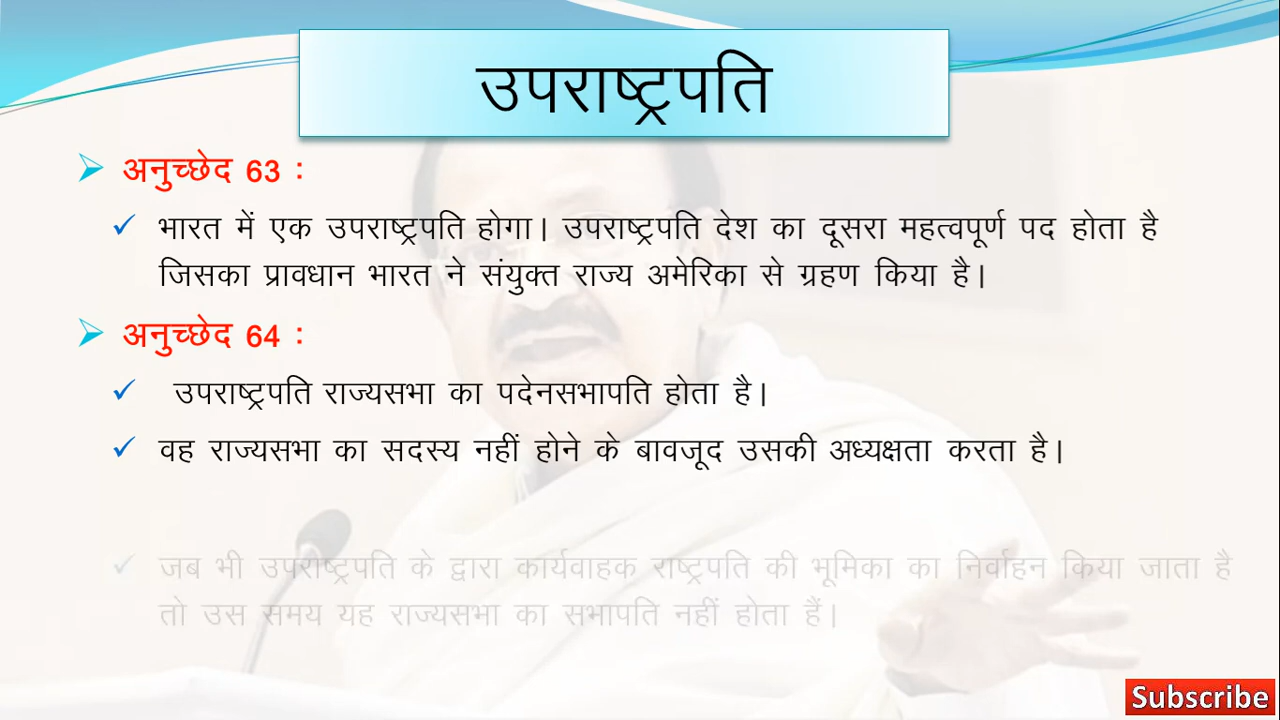 उपराष्ट्रपति
अनुच्छेद 63 :
भारत में एक उपराष्ट्रपति होगा। उपराष्ट्रपति देश का दूसरा महत्वपूर्ण पद होता है
जिसका प्रावधान भारत ने संयुक्त राज्य अमेरिका से ग्रहण किया है।
अनुच्छेद 64 :
उपराष्ट्रपति राज्यसभा का पदेनसभापति होता है।
वह राज्यसभा का सदस्य नहीं होने के बावजूद उसकी अध्यक्षता करता है।
जब भी उपराष्ट्रपति के द्वारा कार्यवाहक राष्ट्रपति की भूमिका का निर्वाहन किया जाता है
तो उस समय यह राज्यसभा का सभापति नहीं होता हैं।
Subscribe